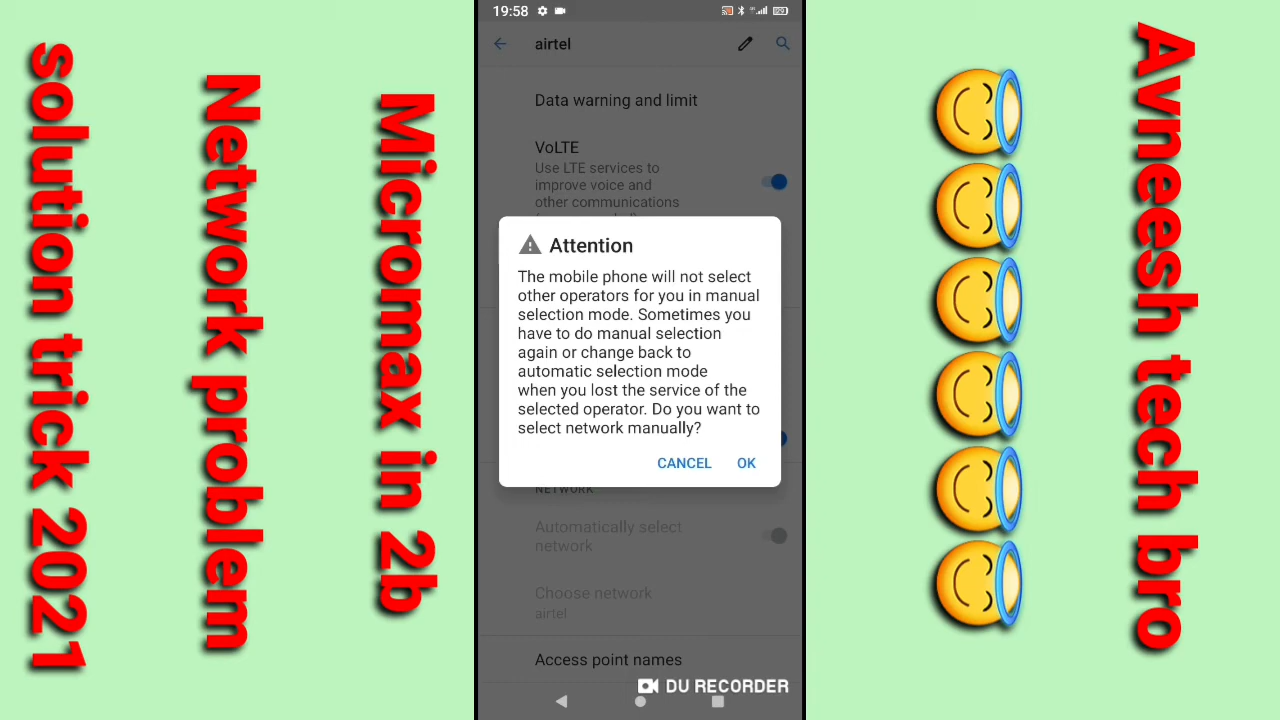 solution trick 2021
Network problem
Micromax in 2b
19:58
airtel
Data warning and limit
VoLTE
Use LTE services to
improve voice and
other communications
Attention
The mobile phone will not select
other operators for you in manual
selection mode. Sometimes you
have to do manual selection
again or change back to
automatic selection mode
when you lost the service of the
selected operator. Do you want to
select network manually?
CANCEL OK
NETWORK
Automatically select
network
Choose network
airtel
Access point names
DU RECORDER
Avneesh tech bro